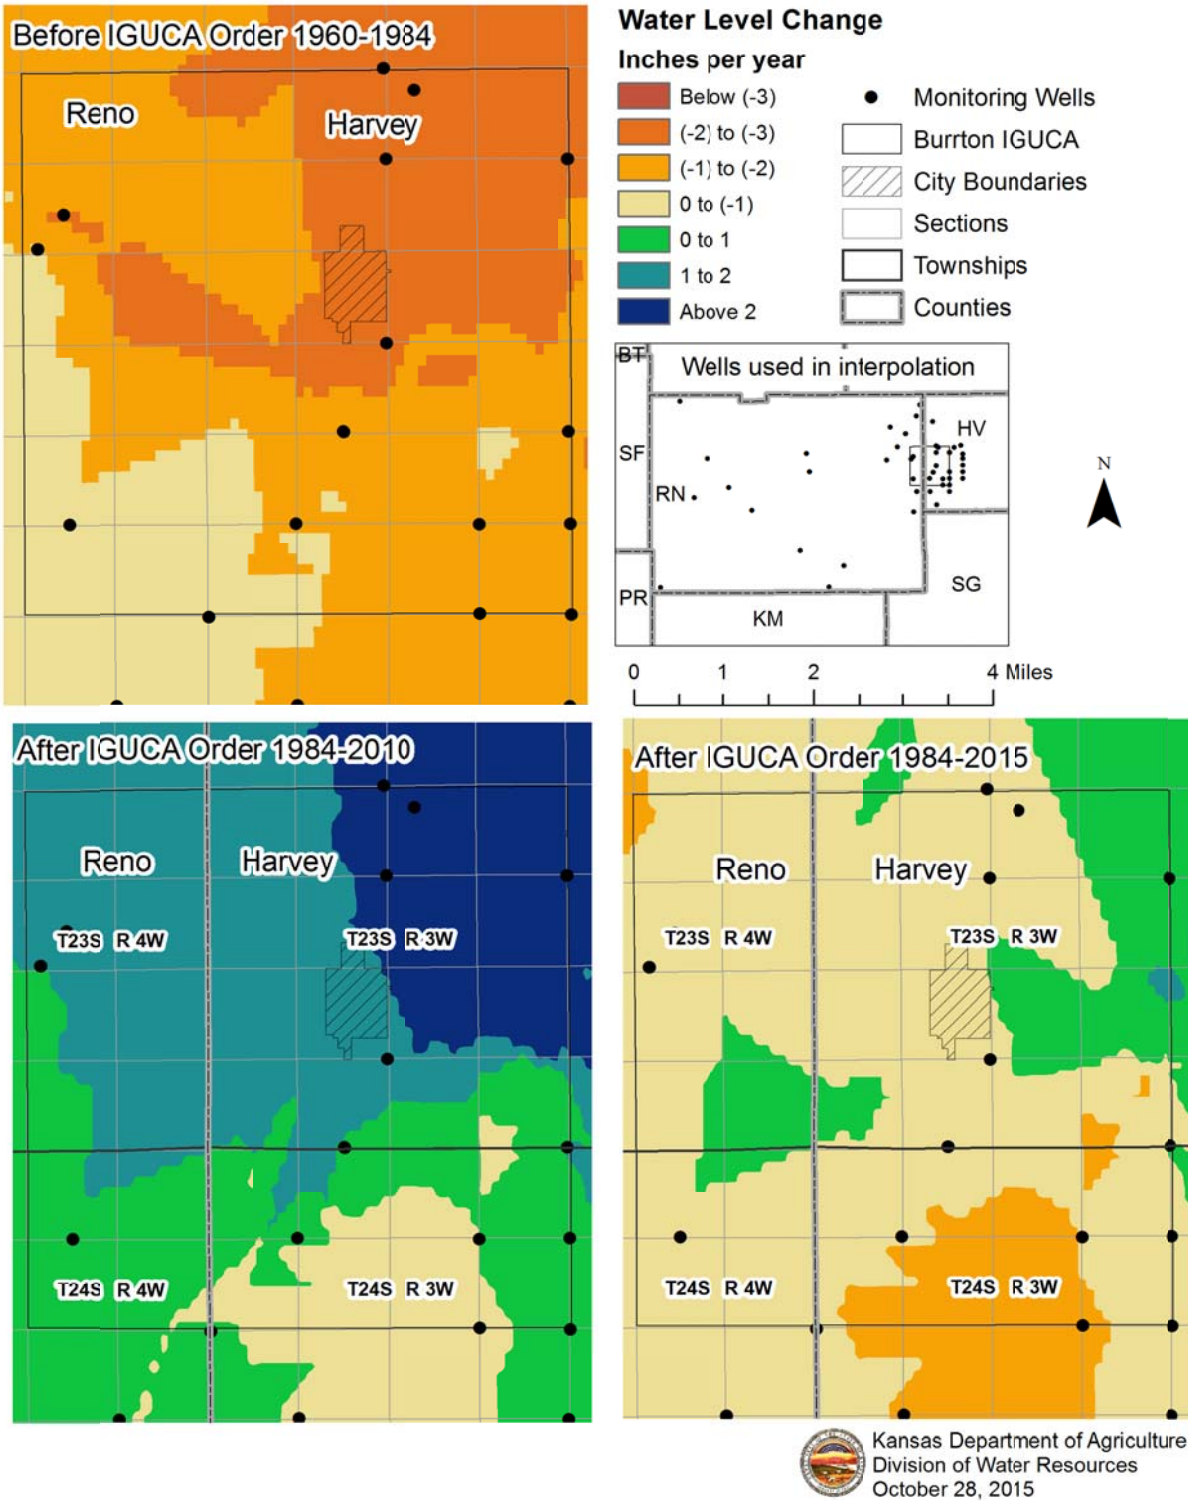 Before IGUCA Order 1960-1984
Reno
Harvey
Water Level Change
Inches per year
Below (-3)
(-2) to (-3)
(-1) to (-2)
0 to (-1)
0 to 1
1 to 2
Above 2
Monitoring Wells
Burrton IGUCA
City Boundaries
Sections
Townships
Counties
BT
Wells used in interpolation
SF
HV
RN
PR
KM
SG
N
0 1 2 4 Miles
After IGUCA Order 1984-2010
Reno Harvey
T23S R 4W T23S R 3W
T24S R 4W T24S R 3W
After IGUCA Order 1984-2015
Reno Harvey
T23S R 4W T23S R 3W
T24S R 4W T24S R 3W
Kansas Department of Agriculture
Division of Water Resources
October 28, 2015